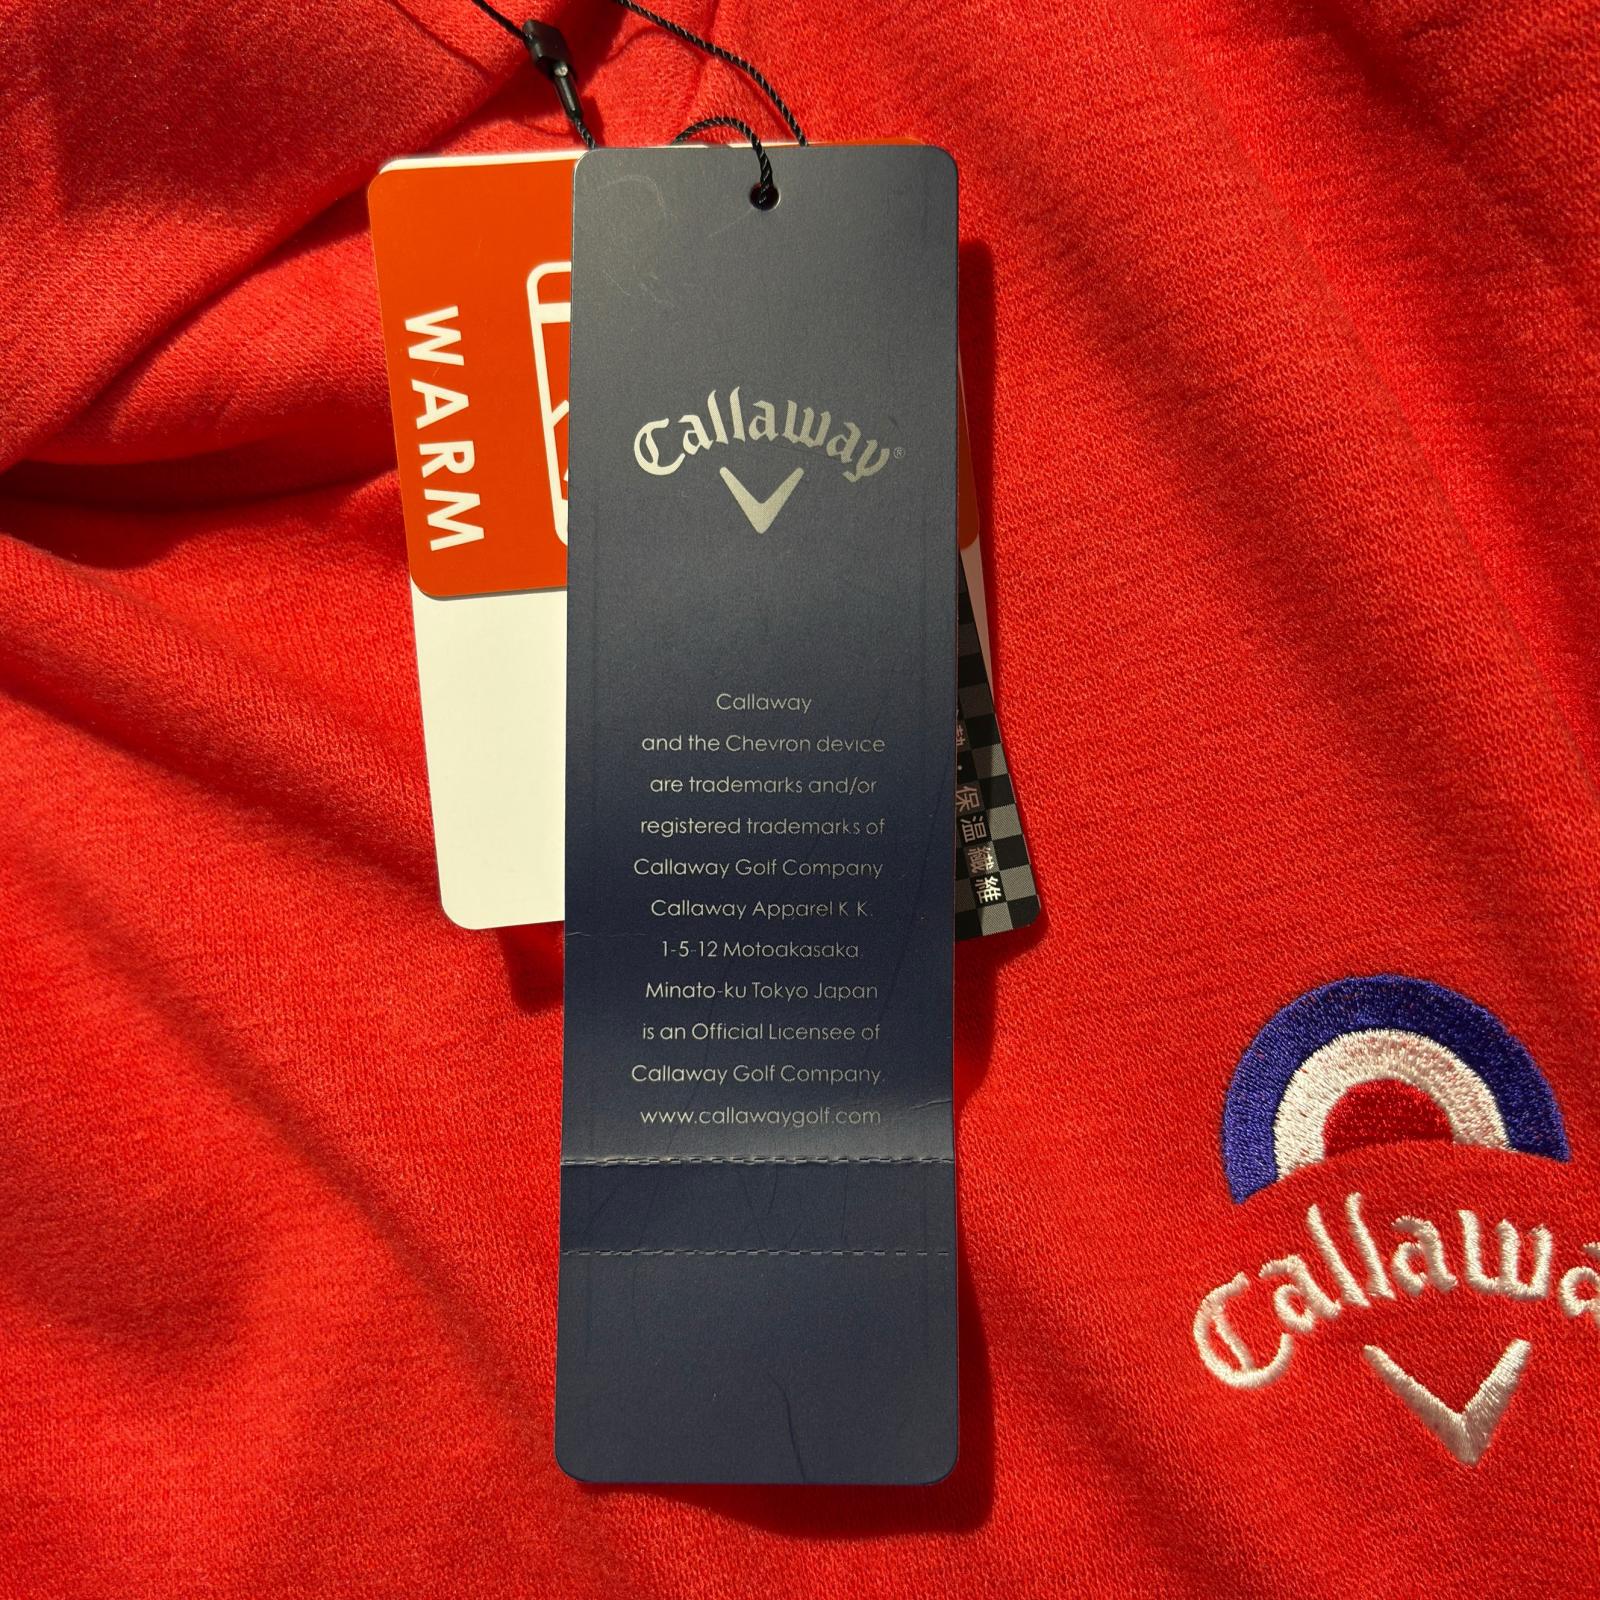 WARM
Callaway®
Callaway
and the Chevron device
are trademarks and/or
registered trademarks of
Callaway Golf Company
Callaway Apparel K K.
1-5-12 Motoakasaka
Minato-ku Tokyo Japan
is an Official Licensee of
Callaway Golf Company.
www.callawaygolf.com
熱・保温繊維
Callawa